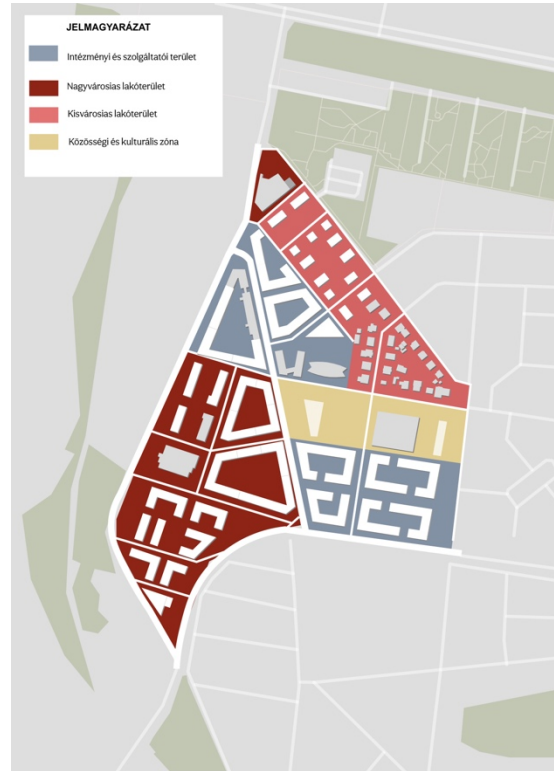 JELMAGYARÁZAT
Intézményi és szolgáltatói terület
Nagyvárosias lakóterület
Kisvárosias lakóterület
Közösségi és kulturális zóna